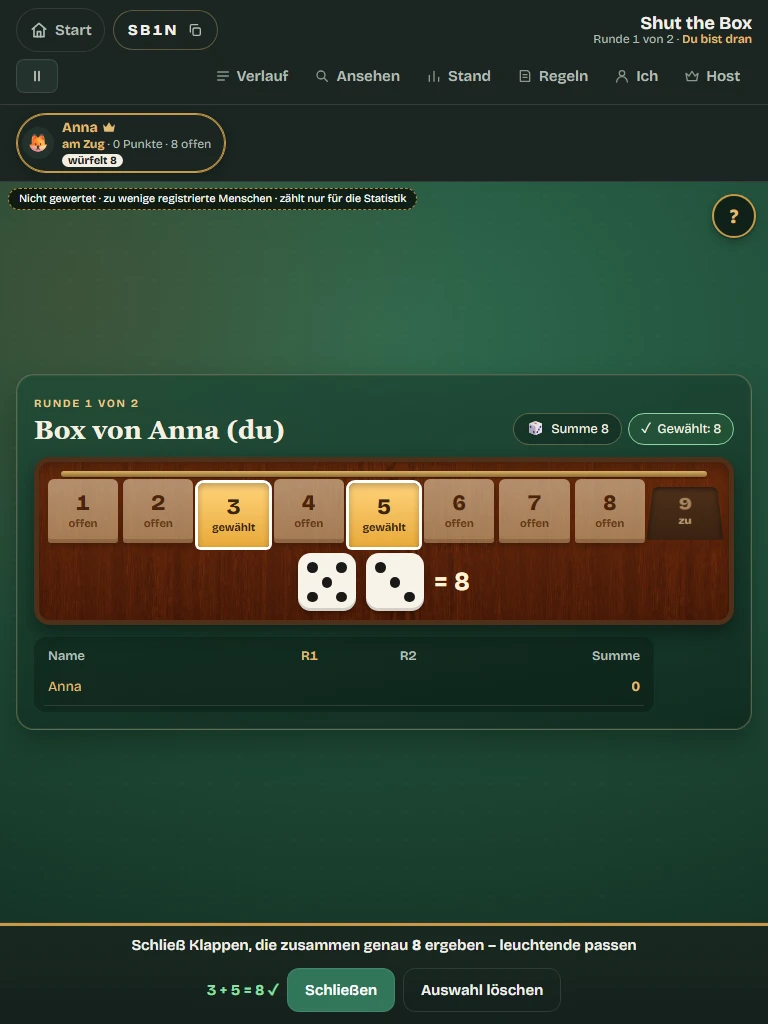 Start
SB1N
Shut the Box
Runde 1 von 2 · Du bist dran
Verlauf
Ansehen
Stand
Regeln
Ich
Host
Anna
am Zug · 0 Punkte · 8 offen
würfelt 8
Nicht gewertet · zu wenige registrierte Menschen · zählt nur für die Statistik
?
RUNDE 1 VON 2
Box von Anna (du)
Summe 8
✓ Gewählt: 8
1 2 3 4 5 6 7 8 9
offen offen gewählt offen gewählt offen offen offen zu
= 8
Name R1 R2 Summe
Anna 0
Schließ Klappen, die zusammen genau 8 ergeben – leuchtende passen
3 + 5 = 8 ✓
Schließen
Auswahl löschen